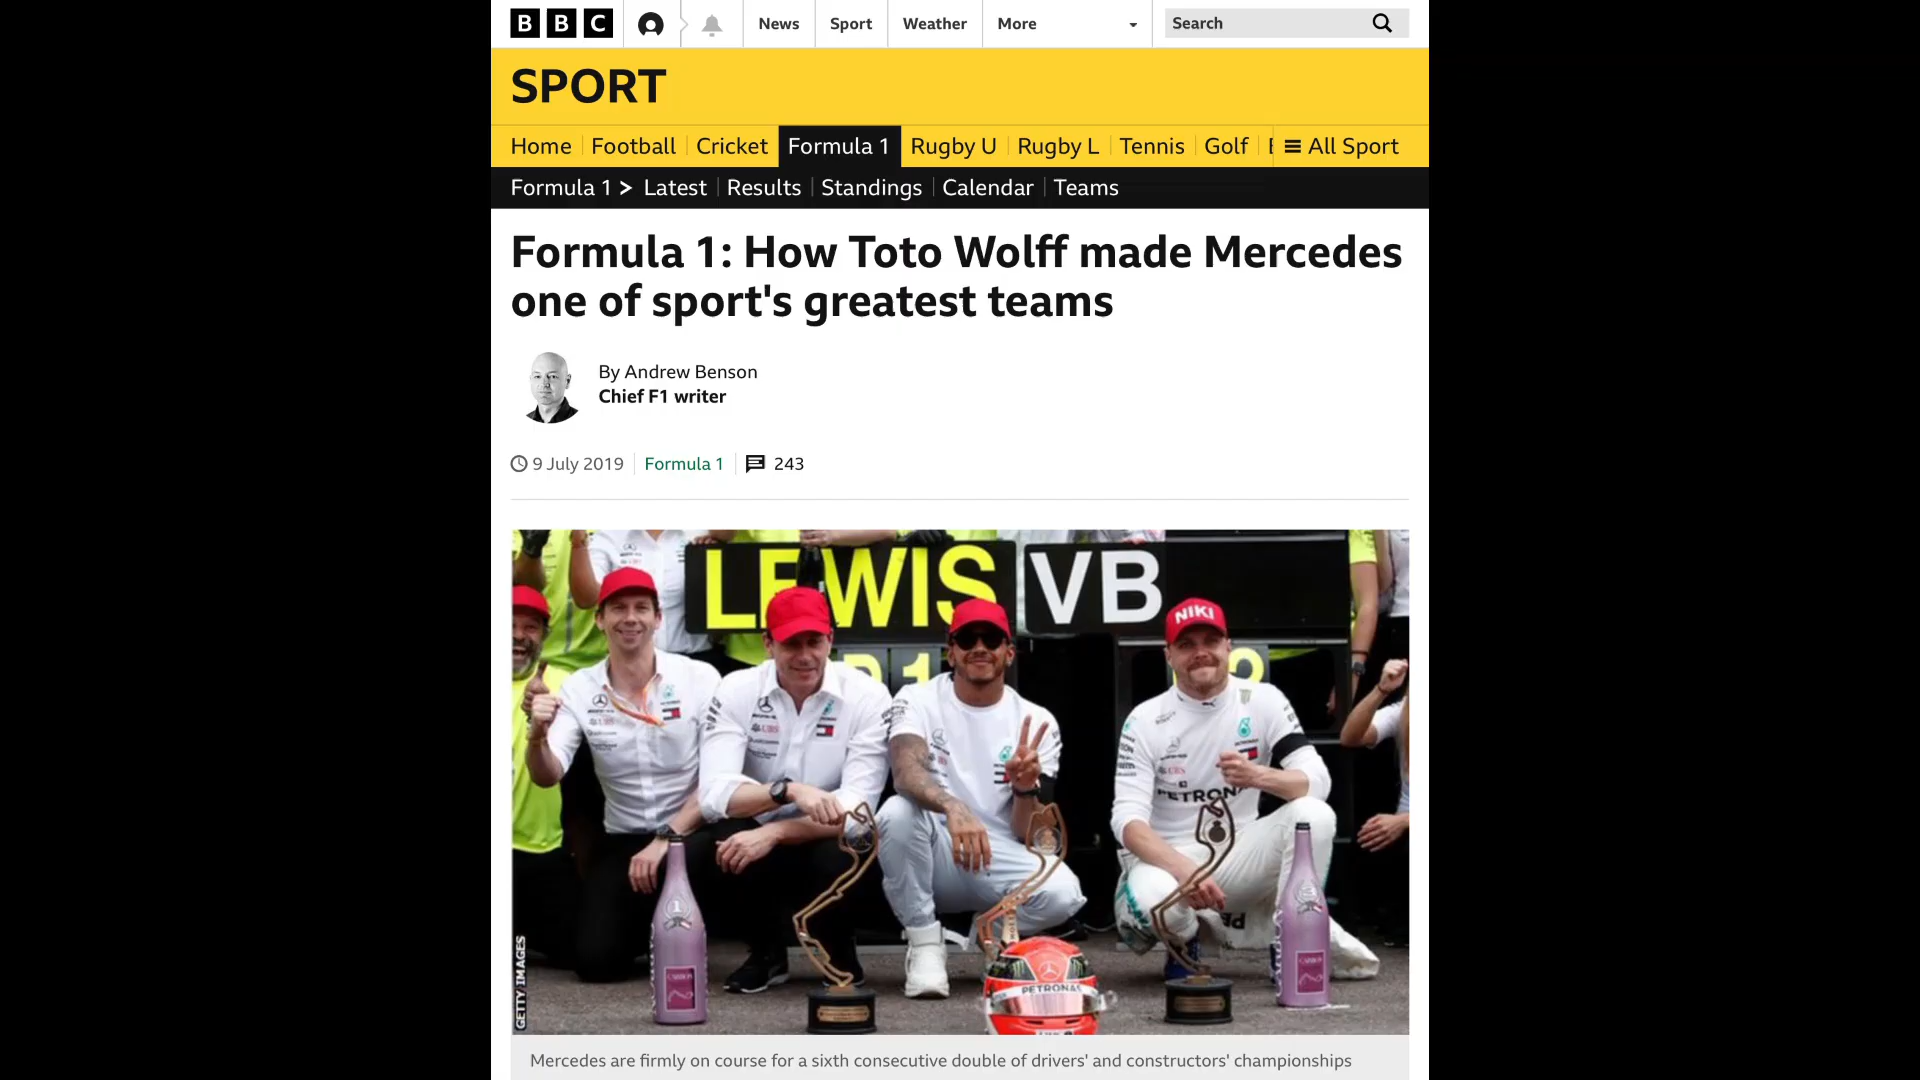 BBC
News
Sport
Weather
More
Search
SPORT
Home
Football
Cricket
Formula 1
Rugby U
Rugby L
Tennis
Golf
All Sport
Formula 1
Latest
Results
Standings
Calendar
Teams
Formula 1: How Toto Wolff made Mercedes
one of sport's greatest teams
By Andrew Benson
Chief F1 writer
9 July 2019
Formula 1
243
LEWIS
VB
NIKI
UBS
PETRONAS
GETTY IMAGES
Mercedes are firmly on course for a sixth consecutive double of drivers' and constructors' championships